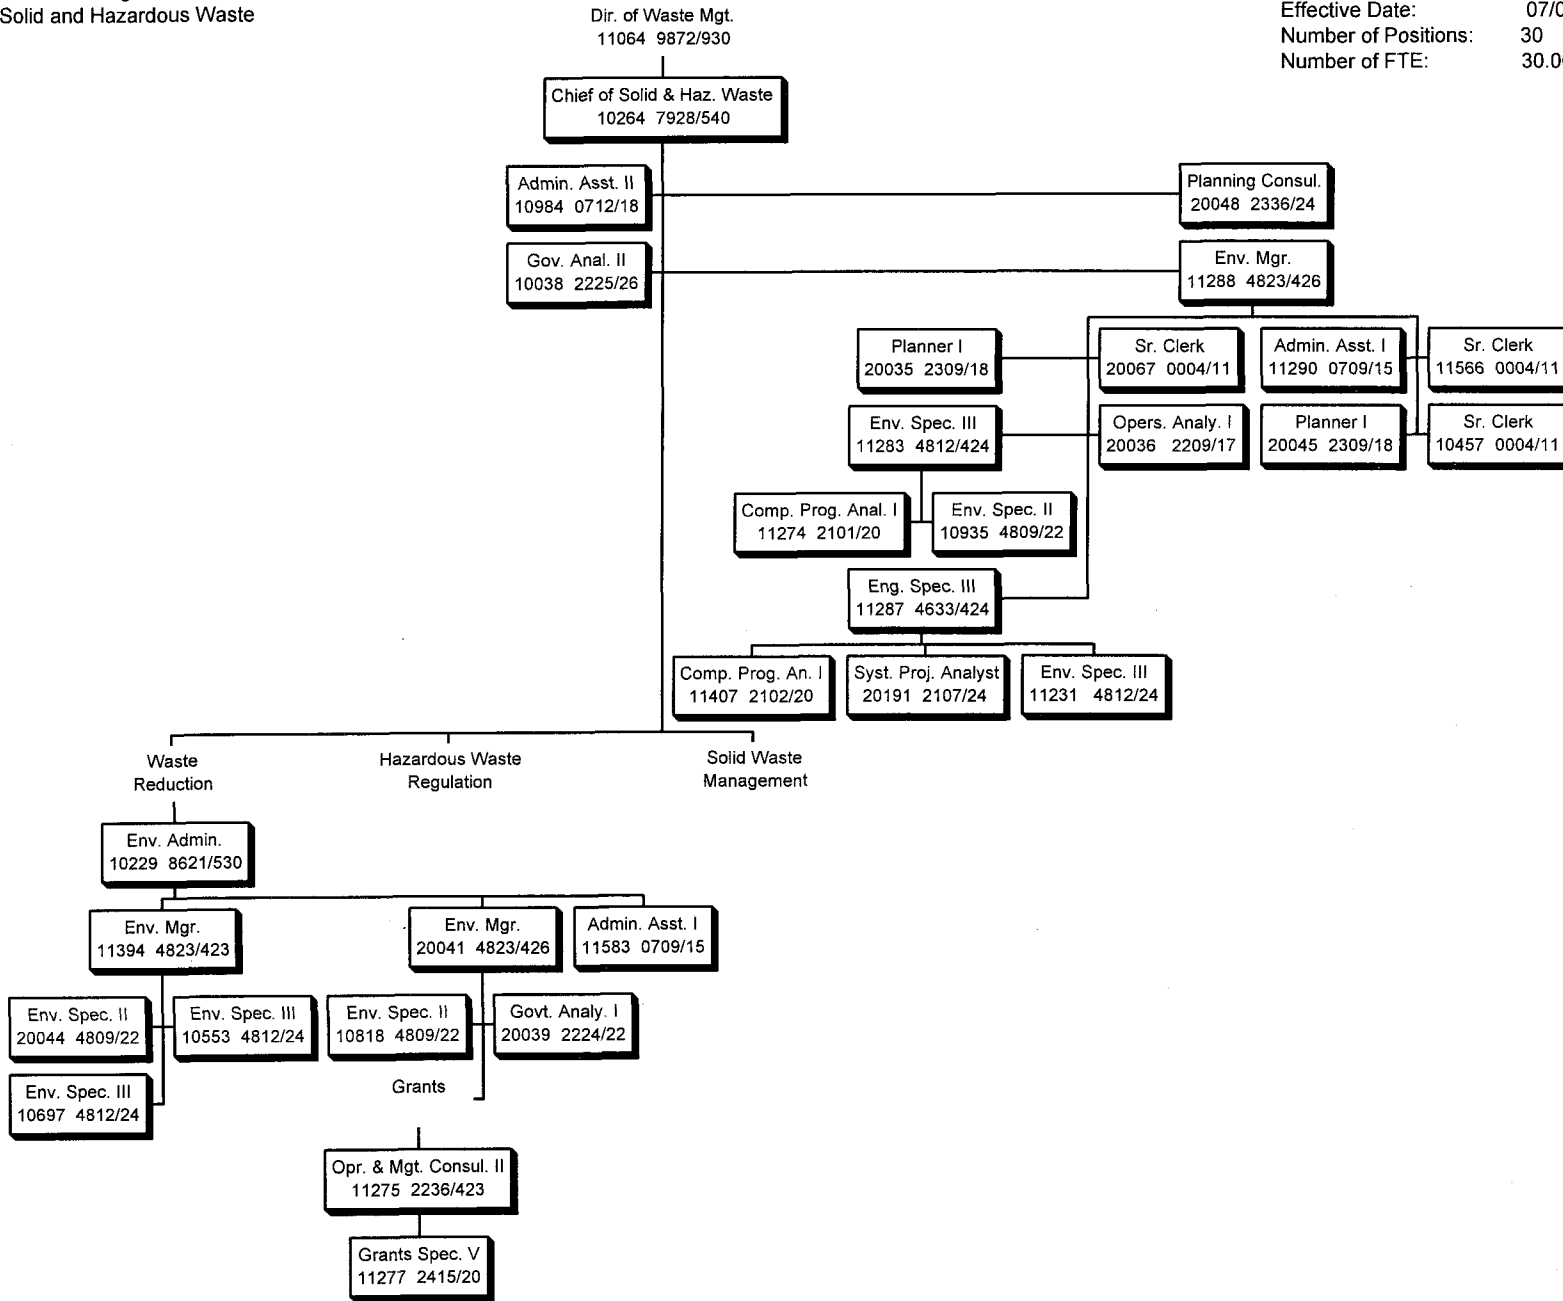 Solid and Hazardous Waste
Dir. of Waste Mgt.
11064 9872/930
Effective Date: 07/0
Number of Positions: 30
Number of FTE: 30.0
Chief of Solid & Haz. Waste
10264 7928/540
Admin. Asst. II
10984 0712/18
Planning Consul.
20048 2336/24
Gov. Anal. II
10038 2225/26
Env. Mgr.
11288 4823/426
Planner I
20035 2309/18
Sr. Clerk
20067 0004/11
Admin. Asst. I
11290 0709/15
Sr. Clerk
11566 0004/11
Env. Spec. III
11283 4812/424
Opers. Analy. I
20036 2209/17
Planner I
20045 2309/18
Sr. Clerk
10457 0004/11
Comp. Prog. Anal. I
11274 2101/20
Env. Spec. II
10935 4809/22
Eng. Spec. III
11287 4633/424
Comp. Prog. An. I
11407 2102/20
Syst. Proj. Analyst
20191 2107/24
Env. Spec. III
11231 4812/24
Waste
Reduction
Hazardous Waste
Regulation
Solid Waste
Management
Env. Admin.
10229 8621/530
Env. Mgr.
11394 4823/423
Env. Mgr.
20041 4823/426
Admin. Asst. I
11583 0709/15
Env. Spec. II
20044 4809/22
Env. Spec. III
10553 4812/24
Env. Spec. II
10818 4809/22
Govt. Analy. I
20039 2224/22
Env. Spec. III
10697 4812/24
Grants
Opr. & Mgt. Consul. II
11275 2236/423
Grants Spec. V
11277 2415/20